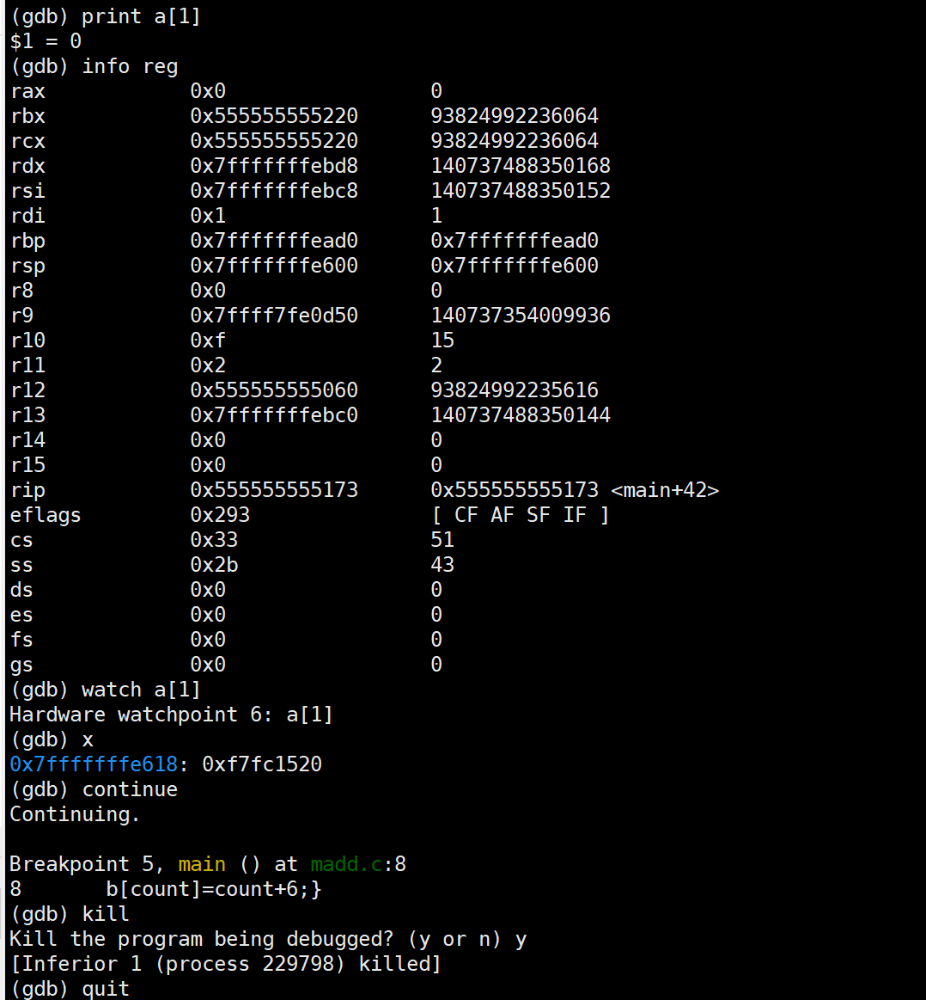 (gdb) print a[1]
$1 = 0
(gdb) info reg
rax            0x0                 0
rbx            0x555555555220      93824992236064
rcx            0x555555555220      93824992236064
rdx            0x7fffffffebd8      140737488350168
rsi            0x7fffffffebc8      140737488350152
rdi            0x1                 1
rbp            0x7fffffffead0      0x7fffffffead0
rsp            0x7fffffffe600      0x7fffffffe600
r8             0x0                 0
r9             0x7ffff7fe0d50      140737354009936
r10            0xf                 15
r11            0x2                 2
r12            0x555555555060      93824992235616
r13            0x7fffffffebc0      140737488350144
r14            0x0                 0
r15            0x0                 0
rip            0x555555555173      0x555555555173 <main+42>
eflags         0x293               [ CF AF SF IF ]
cs             0x33                51
ss             0x2b                43
ds             0x0                 0
es             0x0                 0
fs             0x0                 0
gs             0x0                 0
(gdb) watch a[1]
Hardware watchpoint 6: a[1]
(gdb) x
0x7fffffffe618: 0xf7fc1520
(gdb) continue
Continuing.

Breakpoint 5, main () at madd.c:8
8       b[count]=count+6;}
(gdb) kill
Kill the program being debugged? (y or n) y
[Inferior 1 (process 229798) killed]
(gdb) quit